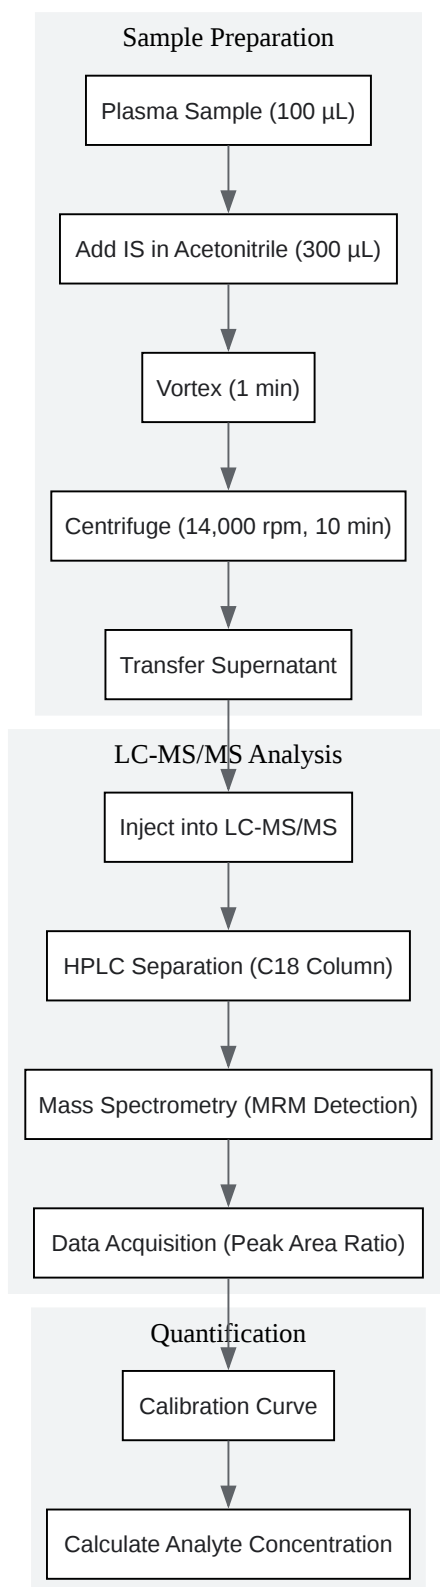 Sample Preparation
Plasma Sample (100 µL)
Add IS in Acetonitrile (300 µL)
Vortex (1 min)
Centrifuge (14,000 rpm, 10 min)
Transfer Supernatant
LC-MS/MS Analysis
Inject into LC-MS/MS
HPLC Separation (C18 Column)
Mass Spectrometry (MRM Detection)
Data Acquisition (Peak Area Ratio)
Quantification
Calibration Curve
Calculate Analyte Concentration